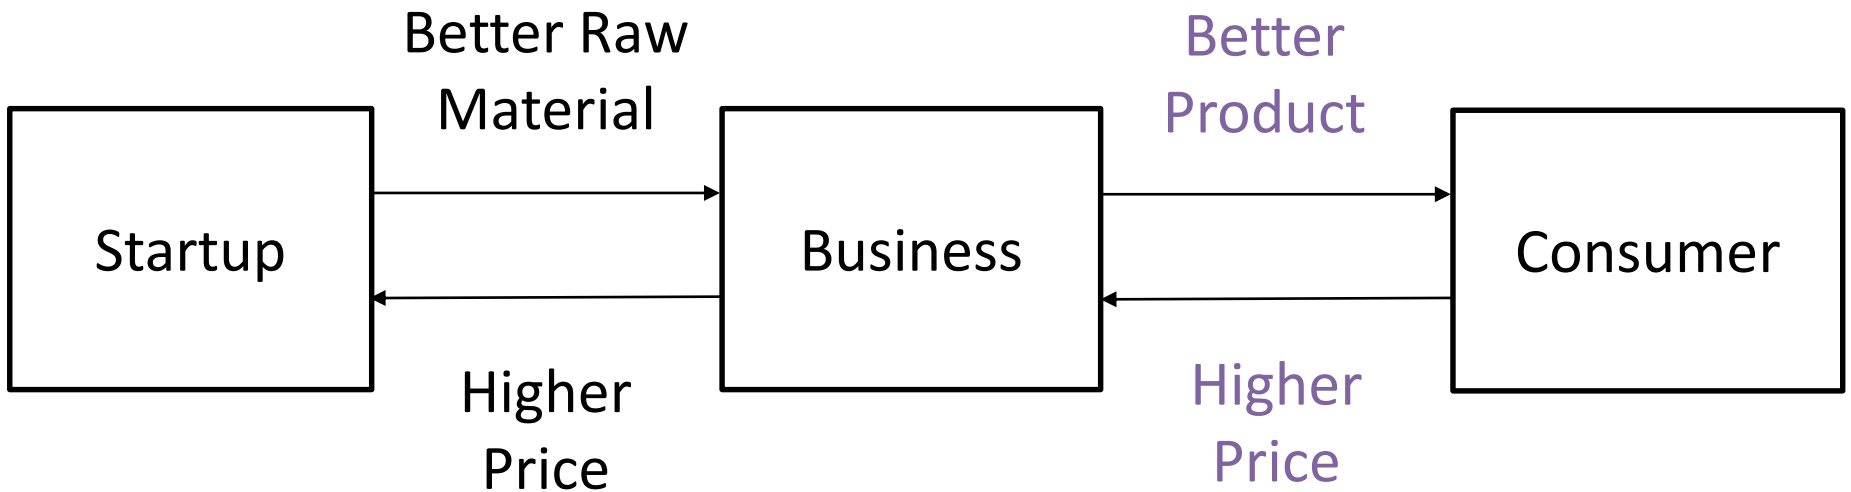 Better Raw
Material
Better
Product
Startup
Business
Consumer
Higher
Price
Higher
Price